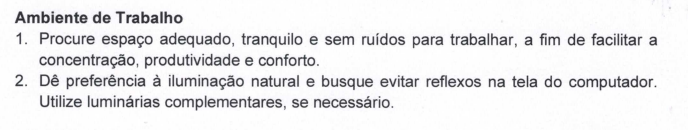 Ambiente de Trabalho
1. Procure espaço adequado, tranquilo e sem ruídos para trabalhar, a fim de facilitar a
concentração, produtividade e conforto.
2. Dê preferência à iluminação natural e busque evitar reflexos na tela do computador.
Utilize luminárias complementares, se necessário.